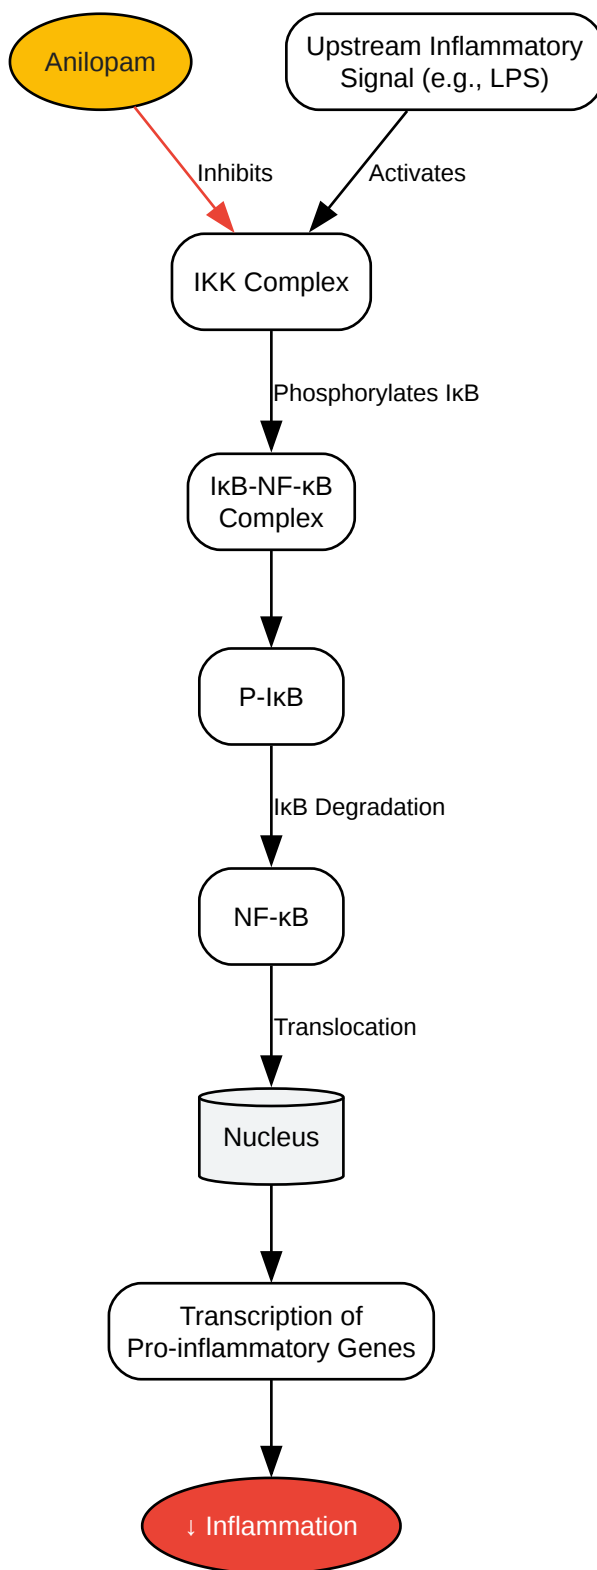 Anilopam
Upstream Inflammatory
Signal (e.g., LPS)
Inhibits
Activates
IKK Complex
Phosphorylates IκB
IκB-NF-κB
Complex
P-IκB
IκB Degradation
NF-κB
Translocation
Nucleus
Transcription of
Pro-inflammatory Genes
↓ Inflammation